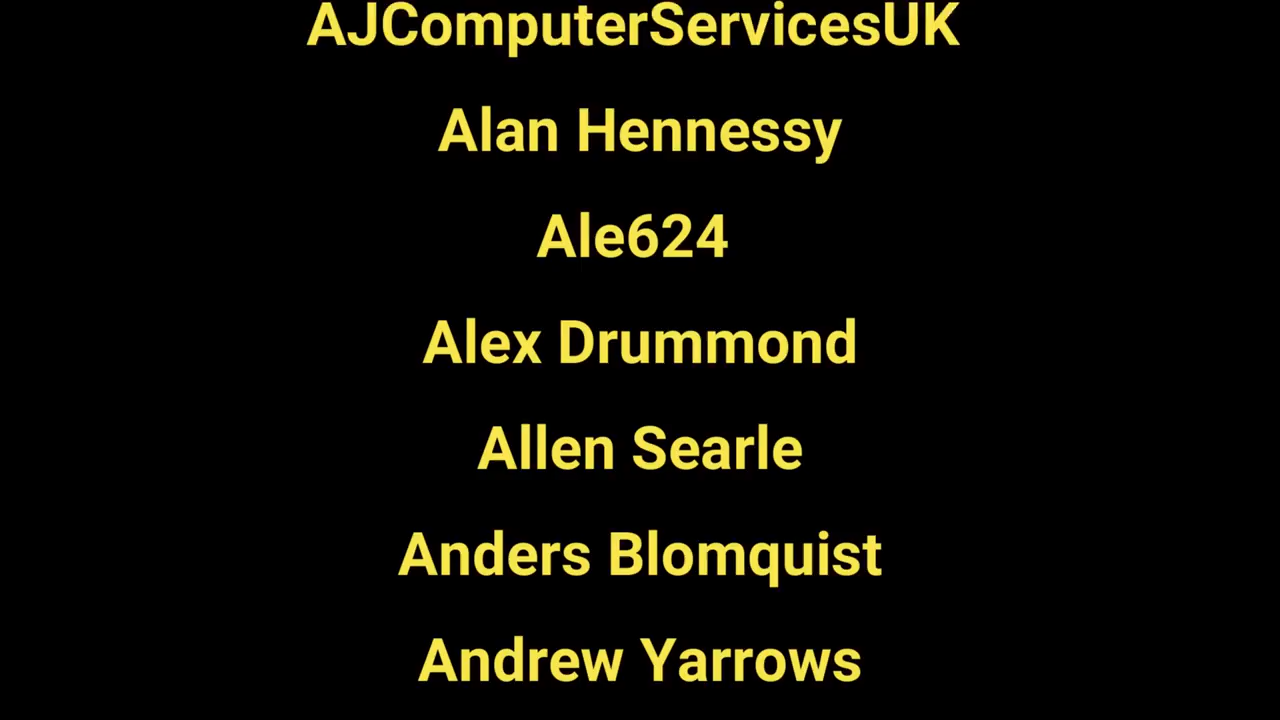 AJComputerServicesUK
Alan Hennessy
Ale624
Alex Drummond
Allen Searle
Anders Blomquist
Andrew Yarrows